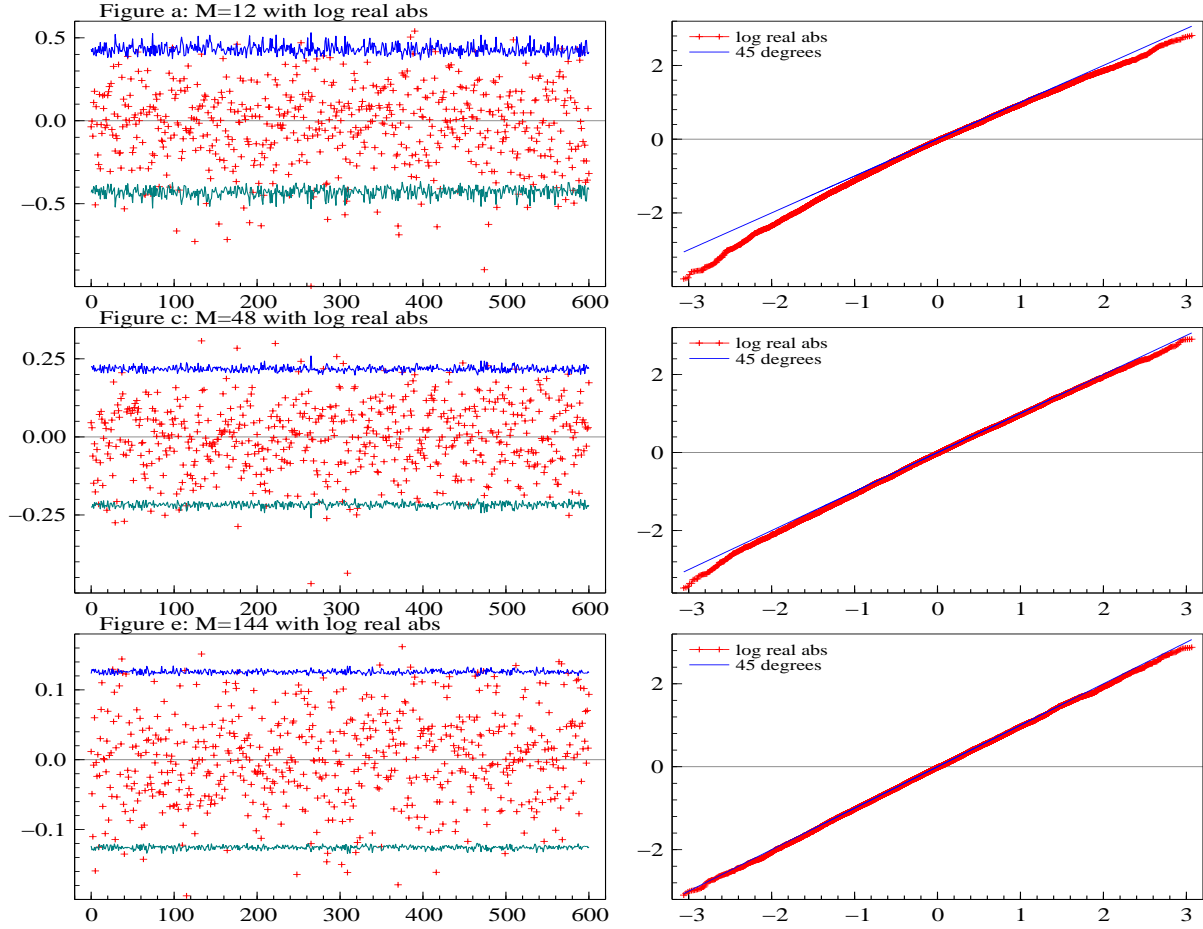 Figure a: M=12 with log real abs
0.5
0.0
−0.5
0 100 200 300 400 500 600
log real abs
45 degrees
2
0
−2
−3 −2 −1 0 1 2 3
Figure c: M=48 with log real abs
0.25
0.00
−0.25
0 100 200 300 400 500 600
log real abs
45 degrees
2
0
−2
−3 −2 −1 0 1 2 3
Figure e: M=144 with log real abs
0.1
0.0
−0.1
0 100 200 300 400 500 600
log real abs
45 degrees
2
0
−2
−3 −2 −1 0 1 2 3